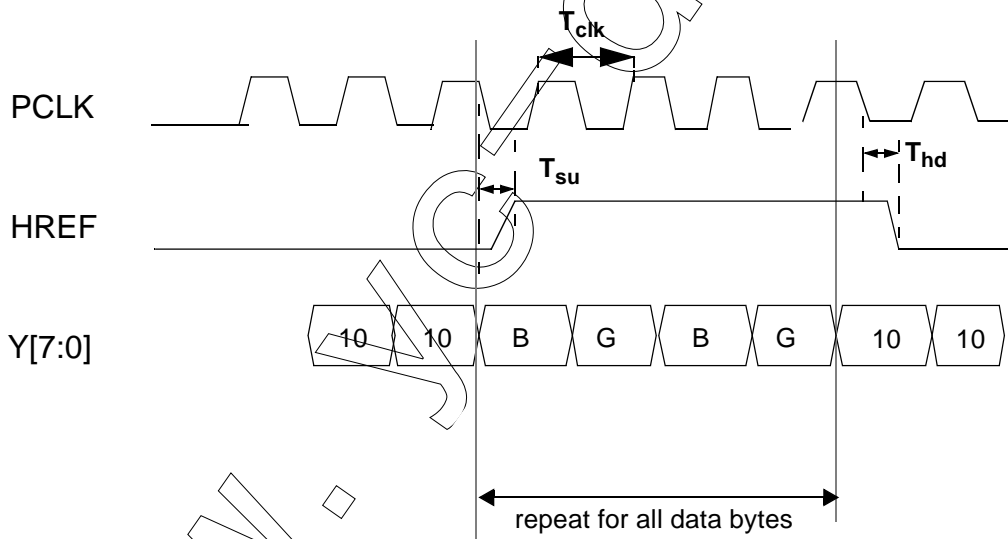 Tclk
PCLK
Thd
Tsu
HREF
Y[7:0]
10 10 B G B G 10 10
repeat for all data bytes